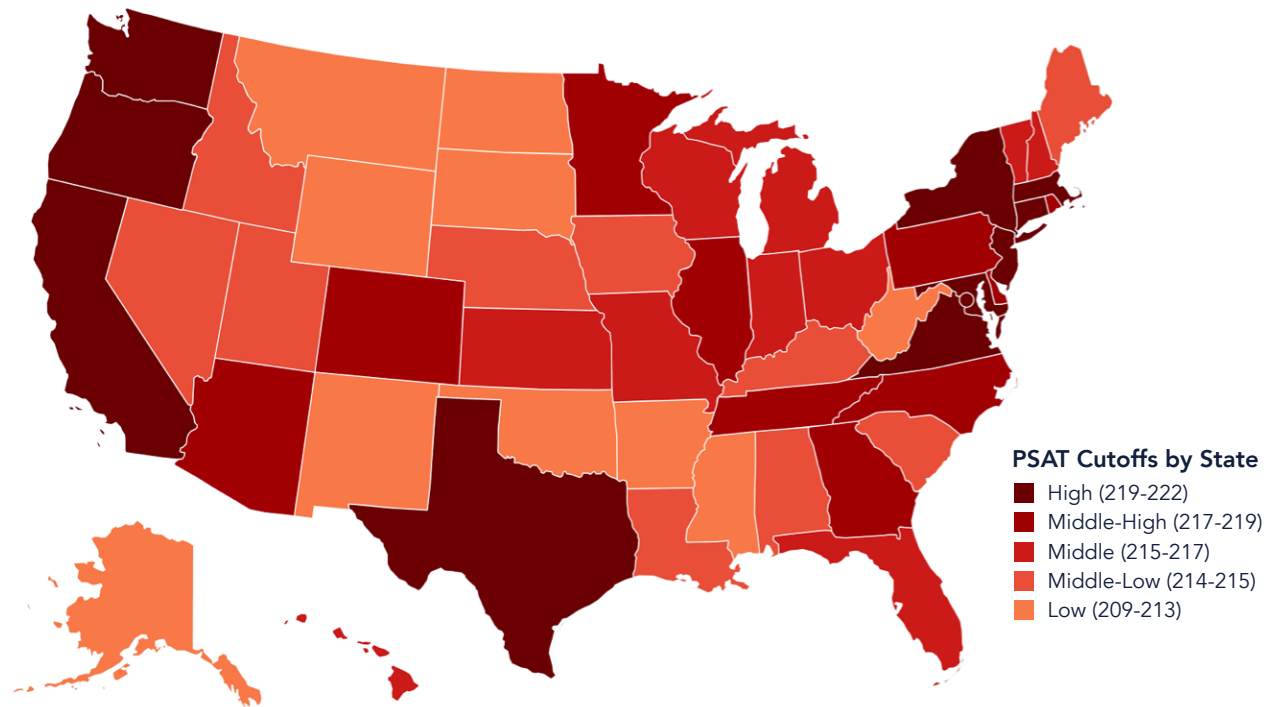 PSAT Cutoffs by State
High (219-222)
Middle-High (217-219)
Middle (215-217)
Middle-Low (214-215)
Low (209-213)